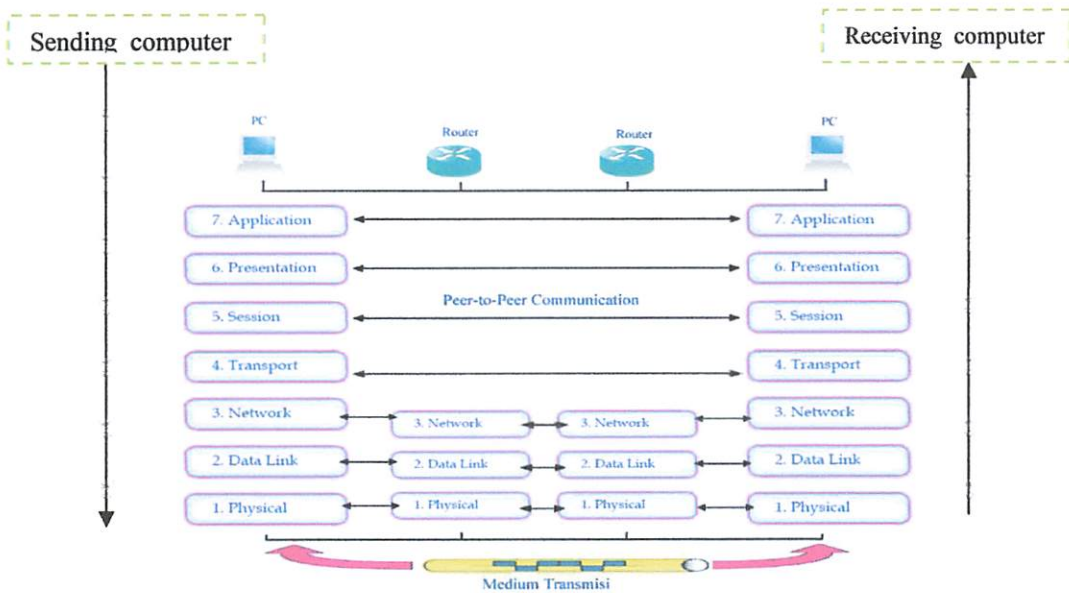 Sending computer
Receiving computer
PC
Router
Router
PC
7. Application
7. Application
6. Presentation
6. Presentation
Peer-to-Peer Communication
5. Session
5. Session
4. Transport
4. Transport
3. Network
3. Network
3. Network
3. Network
2. Data Link
2. Data Link
2. Data Link
2. Data Link
1. Physical
1. Physical
1. Physical
1. Physical
Medium Transmisi